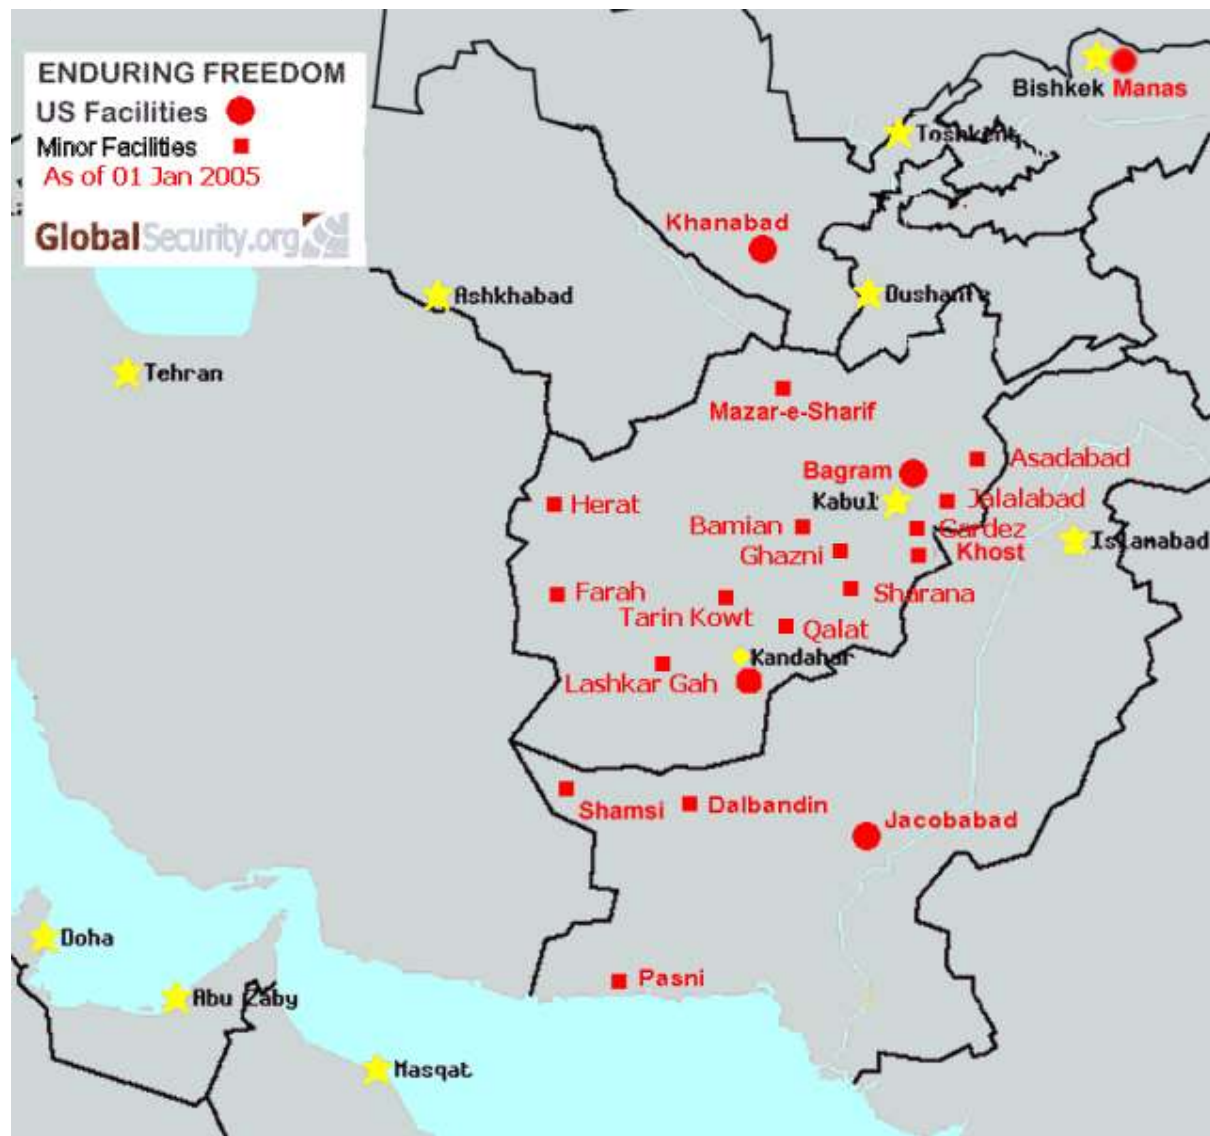 ENDURING FREEDOM
US Facilities
Minor Facilities
As of 01 Jan 2005
GlobalSecurity.org
Bishkek Manas
Toshkent
Khanabad
Ashkhabad
Tehran
Mazar-e-Sharif
Bagram
Asadabad
Kabul
Jalalabad
Herat
Bamian
Gardez
Ghazni
Khost
Islamabad
Farah
Tarin Kowt
Sharana
Qalat
Kandahar
Lashkar Gah
Shamsi
Dalbandin
Jacobabad
Doha
Pasni
Abu Zaby
Masqat